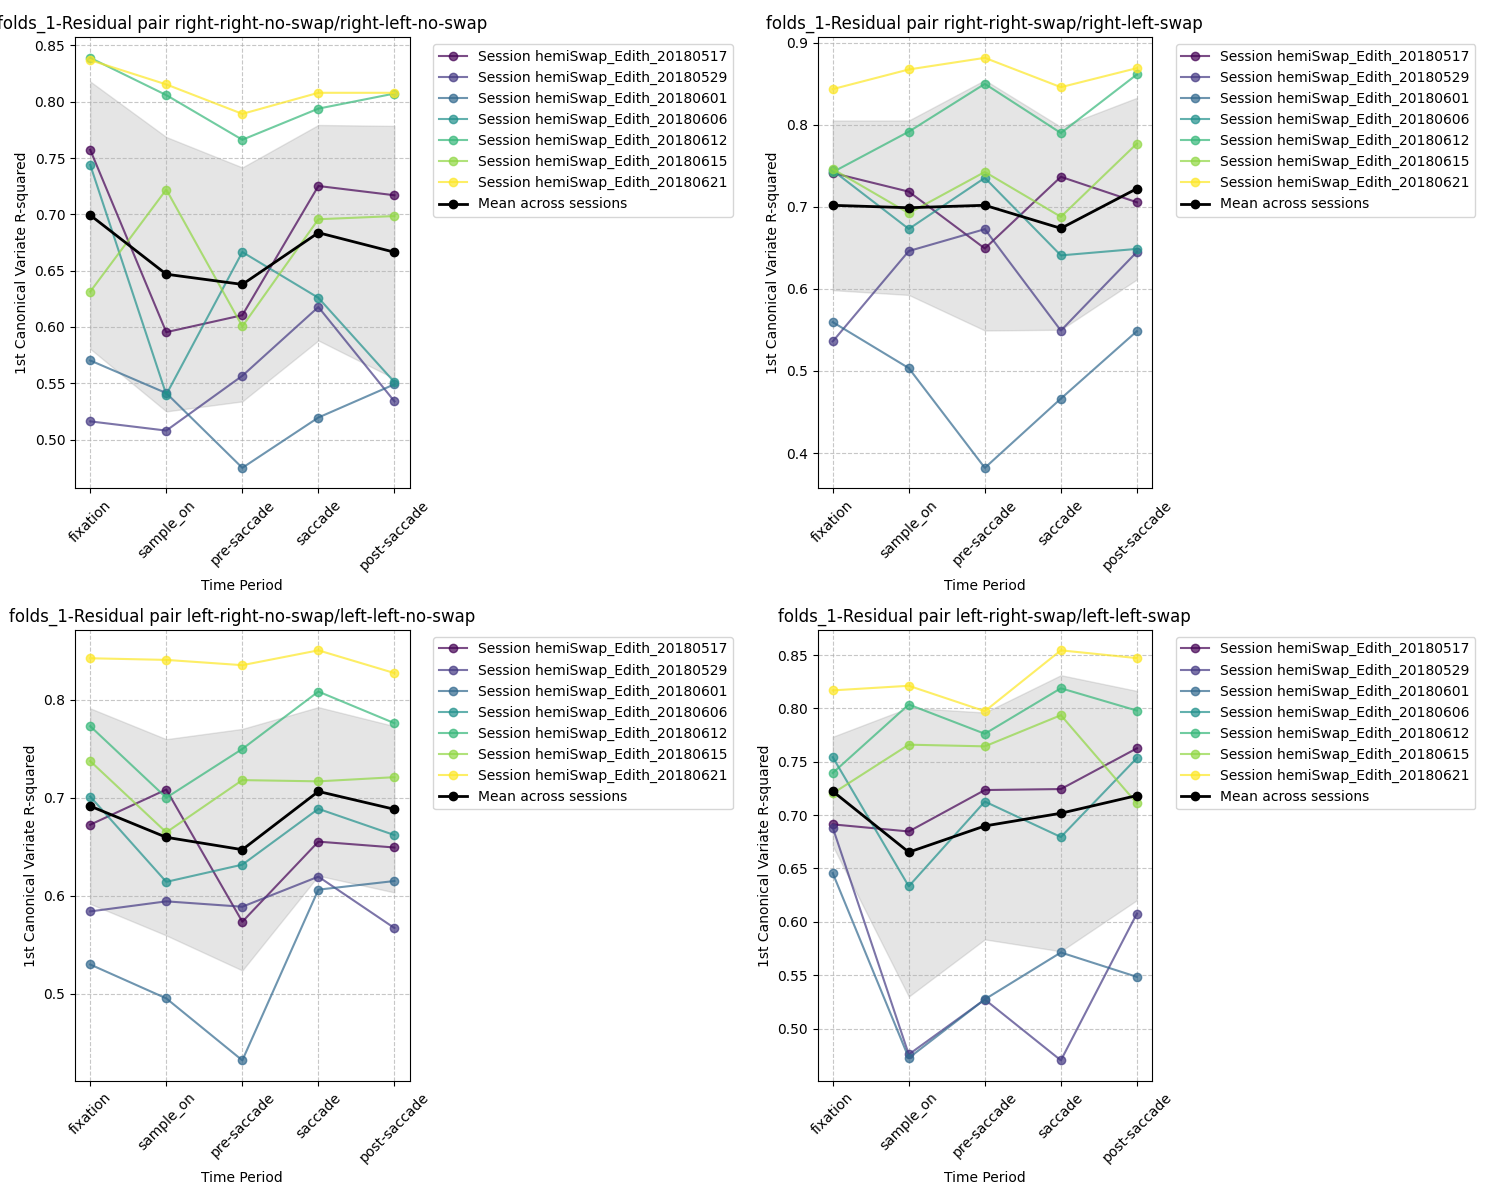 folds_1-Residual pair right-right-no-swap/right-left-no-swap
0.85
0.80
0.75
0.70
0.65
0.60
0.55
0.50
1st Canonical Variate R-squared
fixation
sample_on
pre-saccade
saccade
post-saccade
Time Period
Session hemiSwap_Edith_20180517
Session hemiSwap_Edith_20180529
Session hemiSwap_Edith_20180601
Session hemiSwap_Edith_20180606
Session hemiSwap_Edith_20180612
Session hemiSwap_Edith_20180615
Session hemiSwap_Edith_20180621
Mean across sessions
folds_1-Residual pair right-right-swap/right-left-swap
0.9
0.8
0.7
0.6
0.5
0.4
1st Canonical Variate R-squared
fixation
sample_on
pre-saccade
saccade
post-saccade
Time Period
Session hemiSwap_Edith_20180517
Session hemiSwap_Edith_20180529
Session hemiSwap_Edith_20180601
Session hemiSwap_Edith_20180606
Session hemiSwap_Edith_20180612
Session hemiSwap_Edith_20180615
Session hemiSwap_Edith_20180621
Mean across sessions
folds_1-Residual pair left-right-no-swap/left-left-no-swap
0.8
0.7
0.6
0.5
1st Canonical Variate R-squared
fixation
sample_on
pre-saccade
saccade
post-saccade
Time Period
Session hemiSwap_Edith_20180517
Session hemiSwap_Edith_20180529
Session hemiSwap_Edith_20180601
Session hemiSwap_Edith_20180606
Session hemiSwap_Edith_20180612
Session hemiSwap_Edith_20180615
Session hemiSwap_Edith_20180621
Mean across sessions
folds_1-Residual pair left-right-swap/left-left-swap
0.85
0.80
0.75
0.70
0.65
0.60
0.55
0.50
1st Canonical Variate R-squared
fixation
sample_on
pre-saccade
saccade
post-saccade
Time Period
Session hemiSwap_Edith_20180517
Session hemiSwap_Edith_20180529
Session hemiSwap_Edith_20180601
Session hemiSwap_Edith_20180606
Session hemiSwap_Edith_20180612
Session hemiSwap_Edith_20180615
Session hemiSwap_Edith_20180621
Mean across sessions